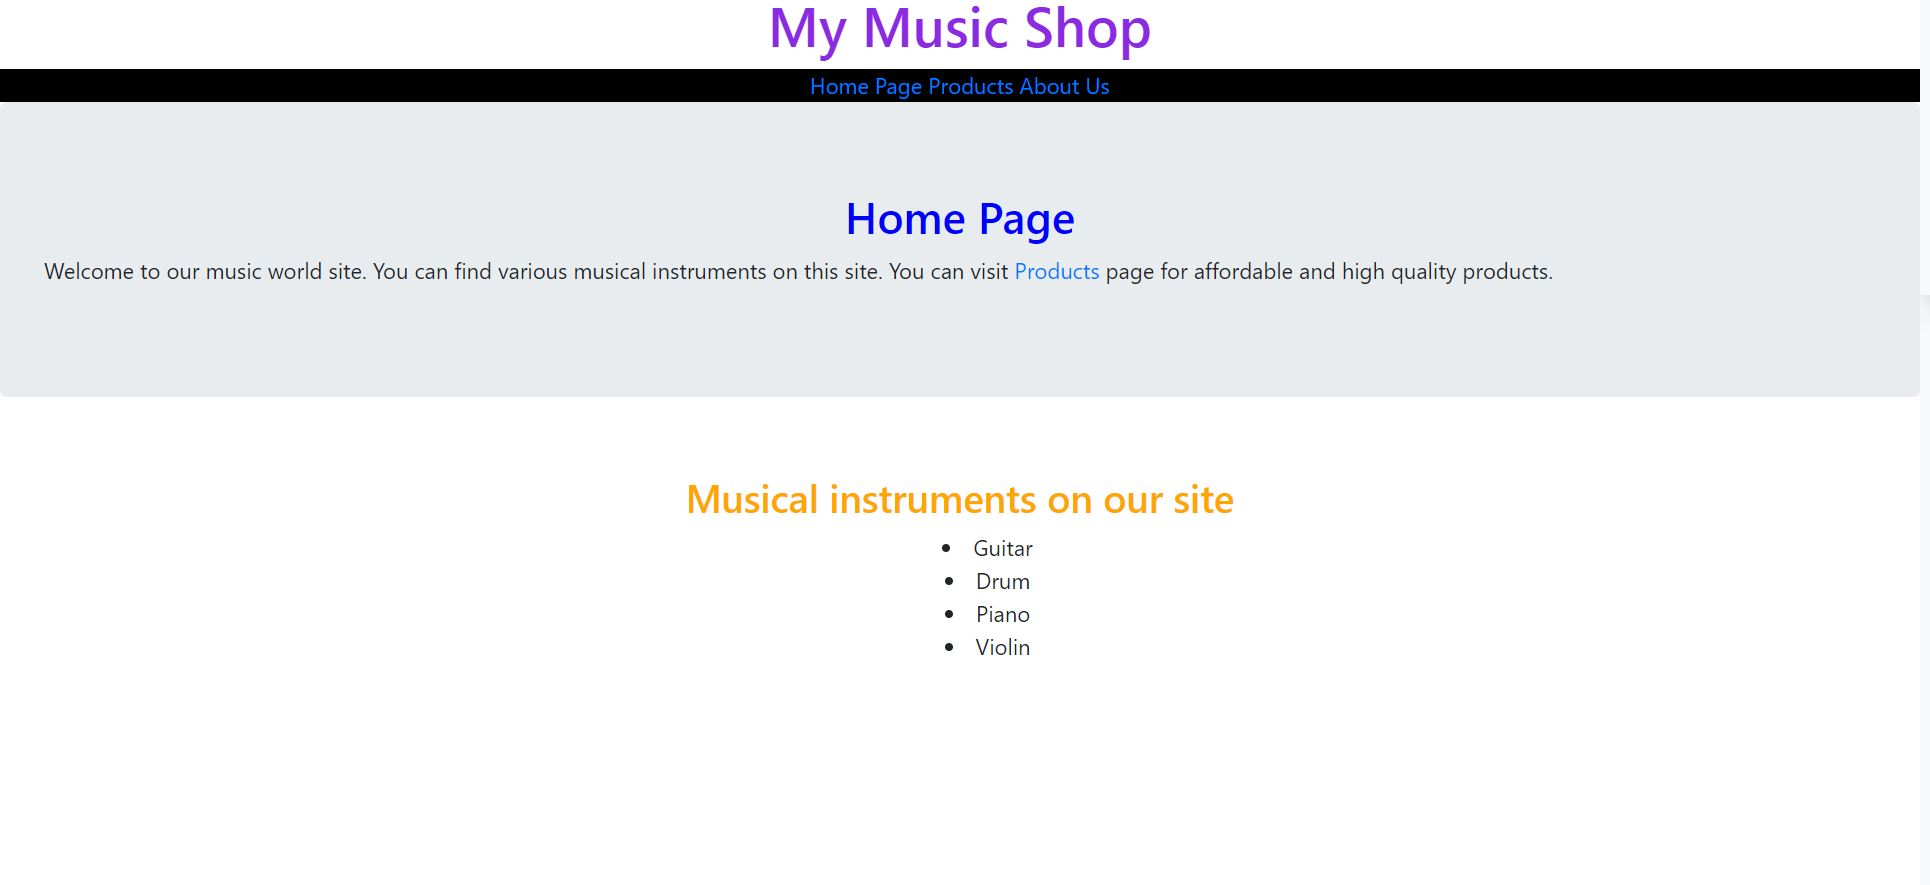 My Music Shop
Home Page Products About Us
Home Page
Welcome to our music world site. You can find various musical instruments on this site. You can visit Products page for affordable and high quality products.
Musical instruments on our site
Guitar
Drum
Piano
Violin